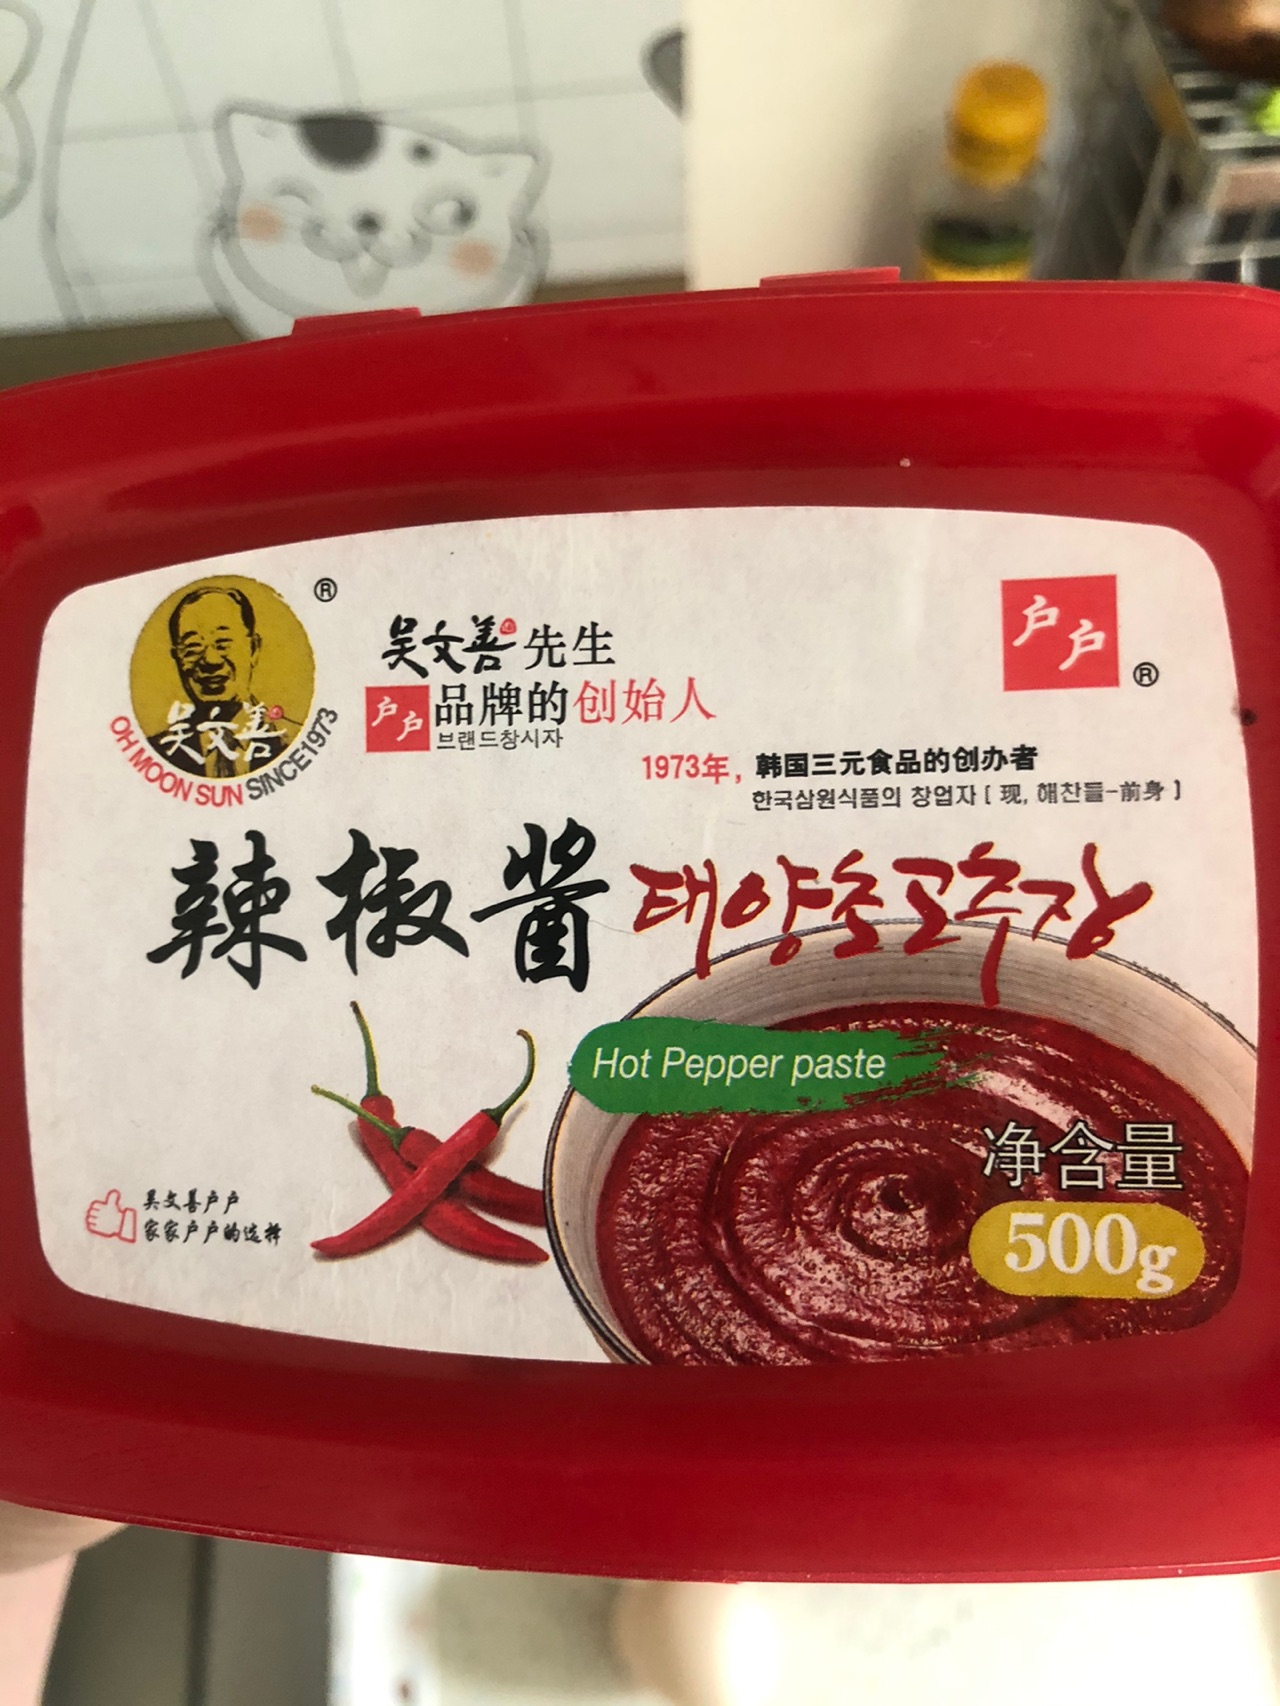 ®
吴文善
OH MOON SUN SINCE1973
吴文善先生
户户品牌的创始人
브랜드창시자
户户
®
1973年，韩国三元食品的创办者
한국삼원식품의 창업자 [ 现, 해찬들-前身 ]
辣椒酱 태양초고추장
Hot Pepper paste
净含量
500g
吴文善户户
家家户户的选择